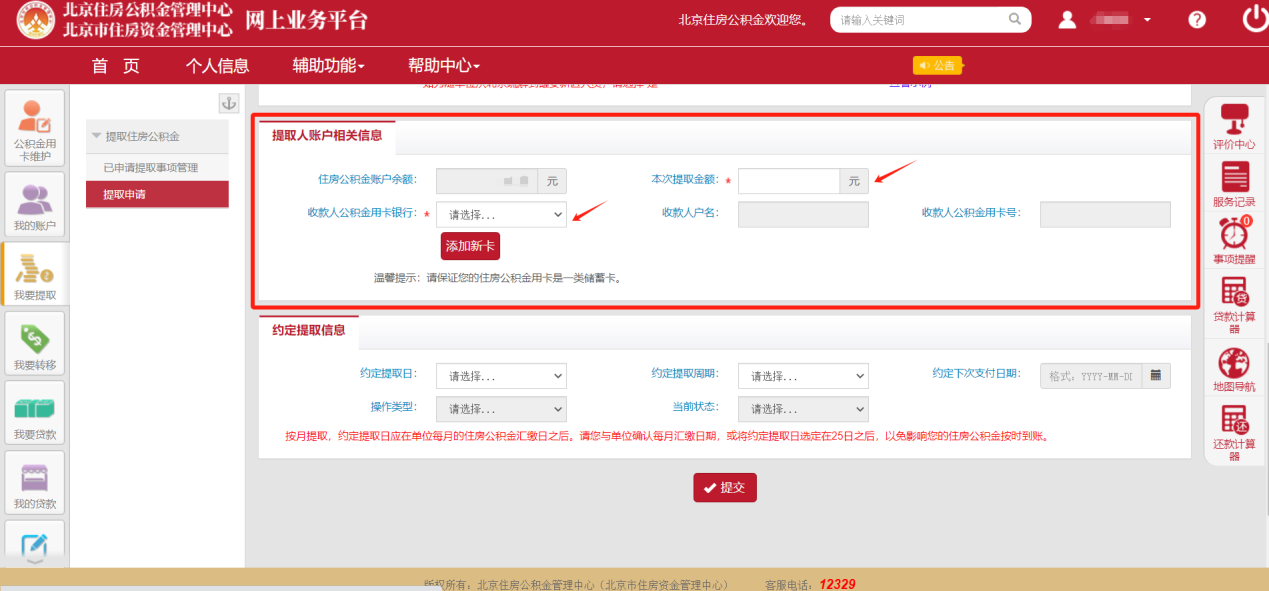 北京住房公积金管理中心
北京市住房资金管理中心
网上业务平台
北京住房公积金欢迎您。
请输入关键词
首 页
个人信息
辅助功能
帮助中心
公告
公积金用卡维护
我的账户
我要提取
我要转移
我要贷款
我的贷款
提取住房公积金
已申请提取事项管理
提取申请
提取人账户相关信息
住房公积金账户余额:
元
本次提取金额: *
元
收款人公积金用卡银行: *
请选择...
收款人户名:
收款人公积金用卡号:
添加新卡
温馨提示: 请保证您的住房公积金用卡是一类储蓄卡。
约定提取信息
约定提取日:
请选择...
约定提取周期:
请选择...
约定下次支付日期:
格式: YYYY-MM-DI
操作类型:
请选择...
当前状态:
请选择...
按月提取, 约定提取日应在单位每月的住房公积金汇缴日之后。请您与单位确认每月汇缴日期, 或将约定提取日选定在25日之后, 以免影响您的住房公积金按时到账。
提交
评价中心
服务记录
0
事项提醒
贷
贷款计算器
地图导航
还
还款计算器
版权所有: 北京住房公积金管理中心 (北京市住房资金管理中心)
客服电话: 12329